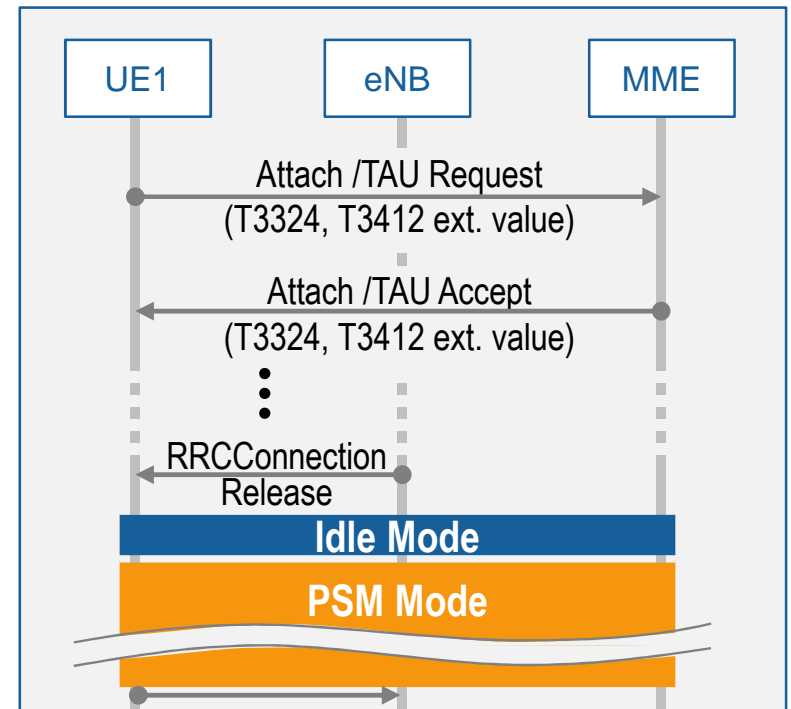 UE1 eNB MME
Attach /TAU Request
(T3324, T3412 ext. value)
Attach /TAU Accept
(T3324, T3412 ext. value)
RRCConnection
Release
Idle Mode
PSM Mode